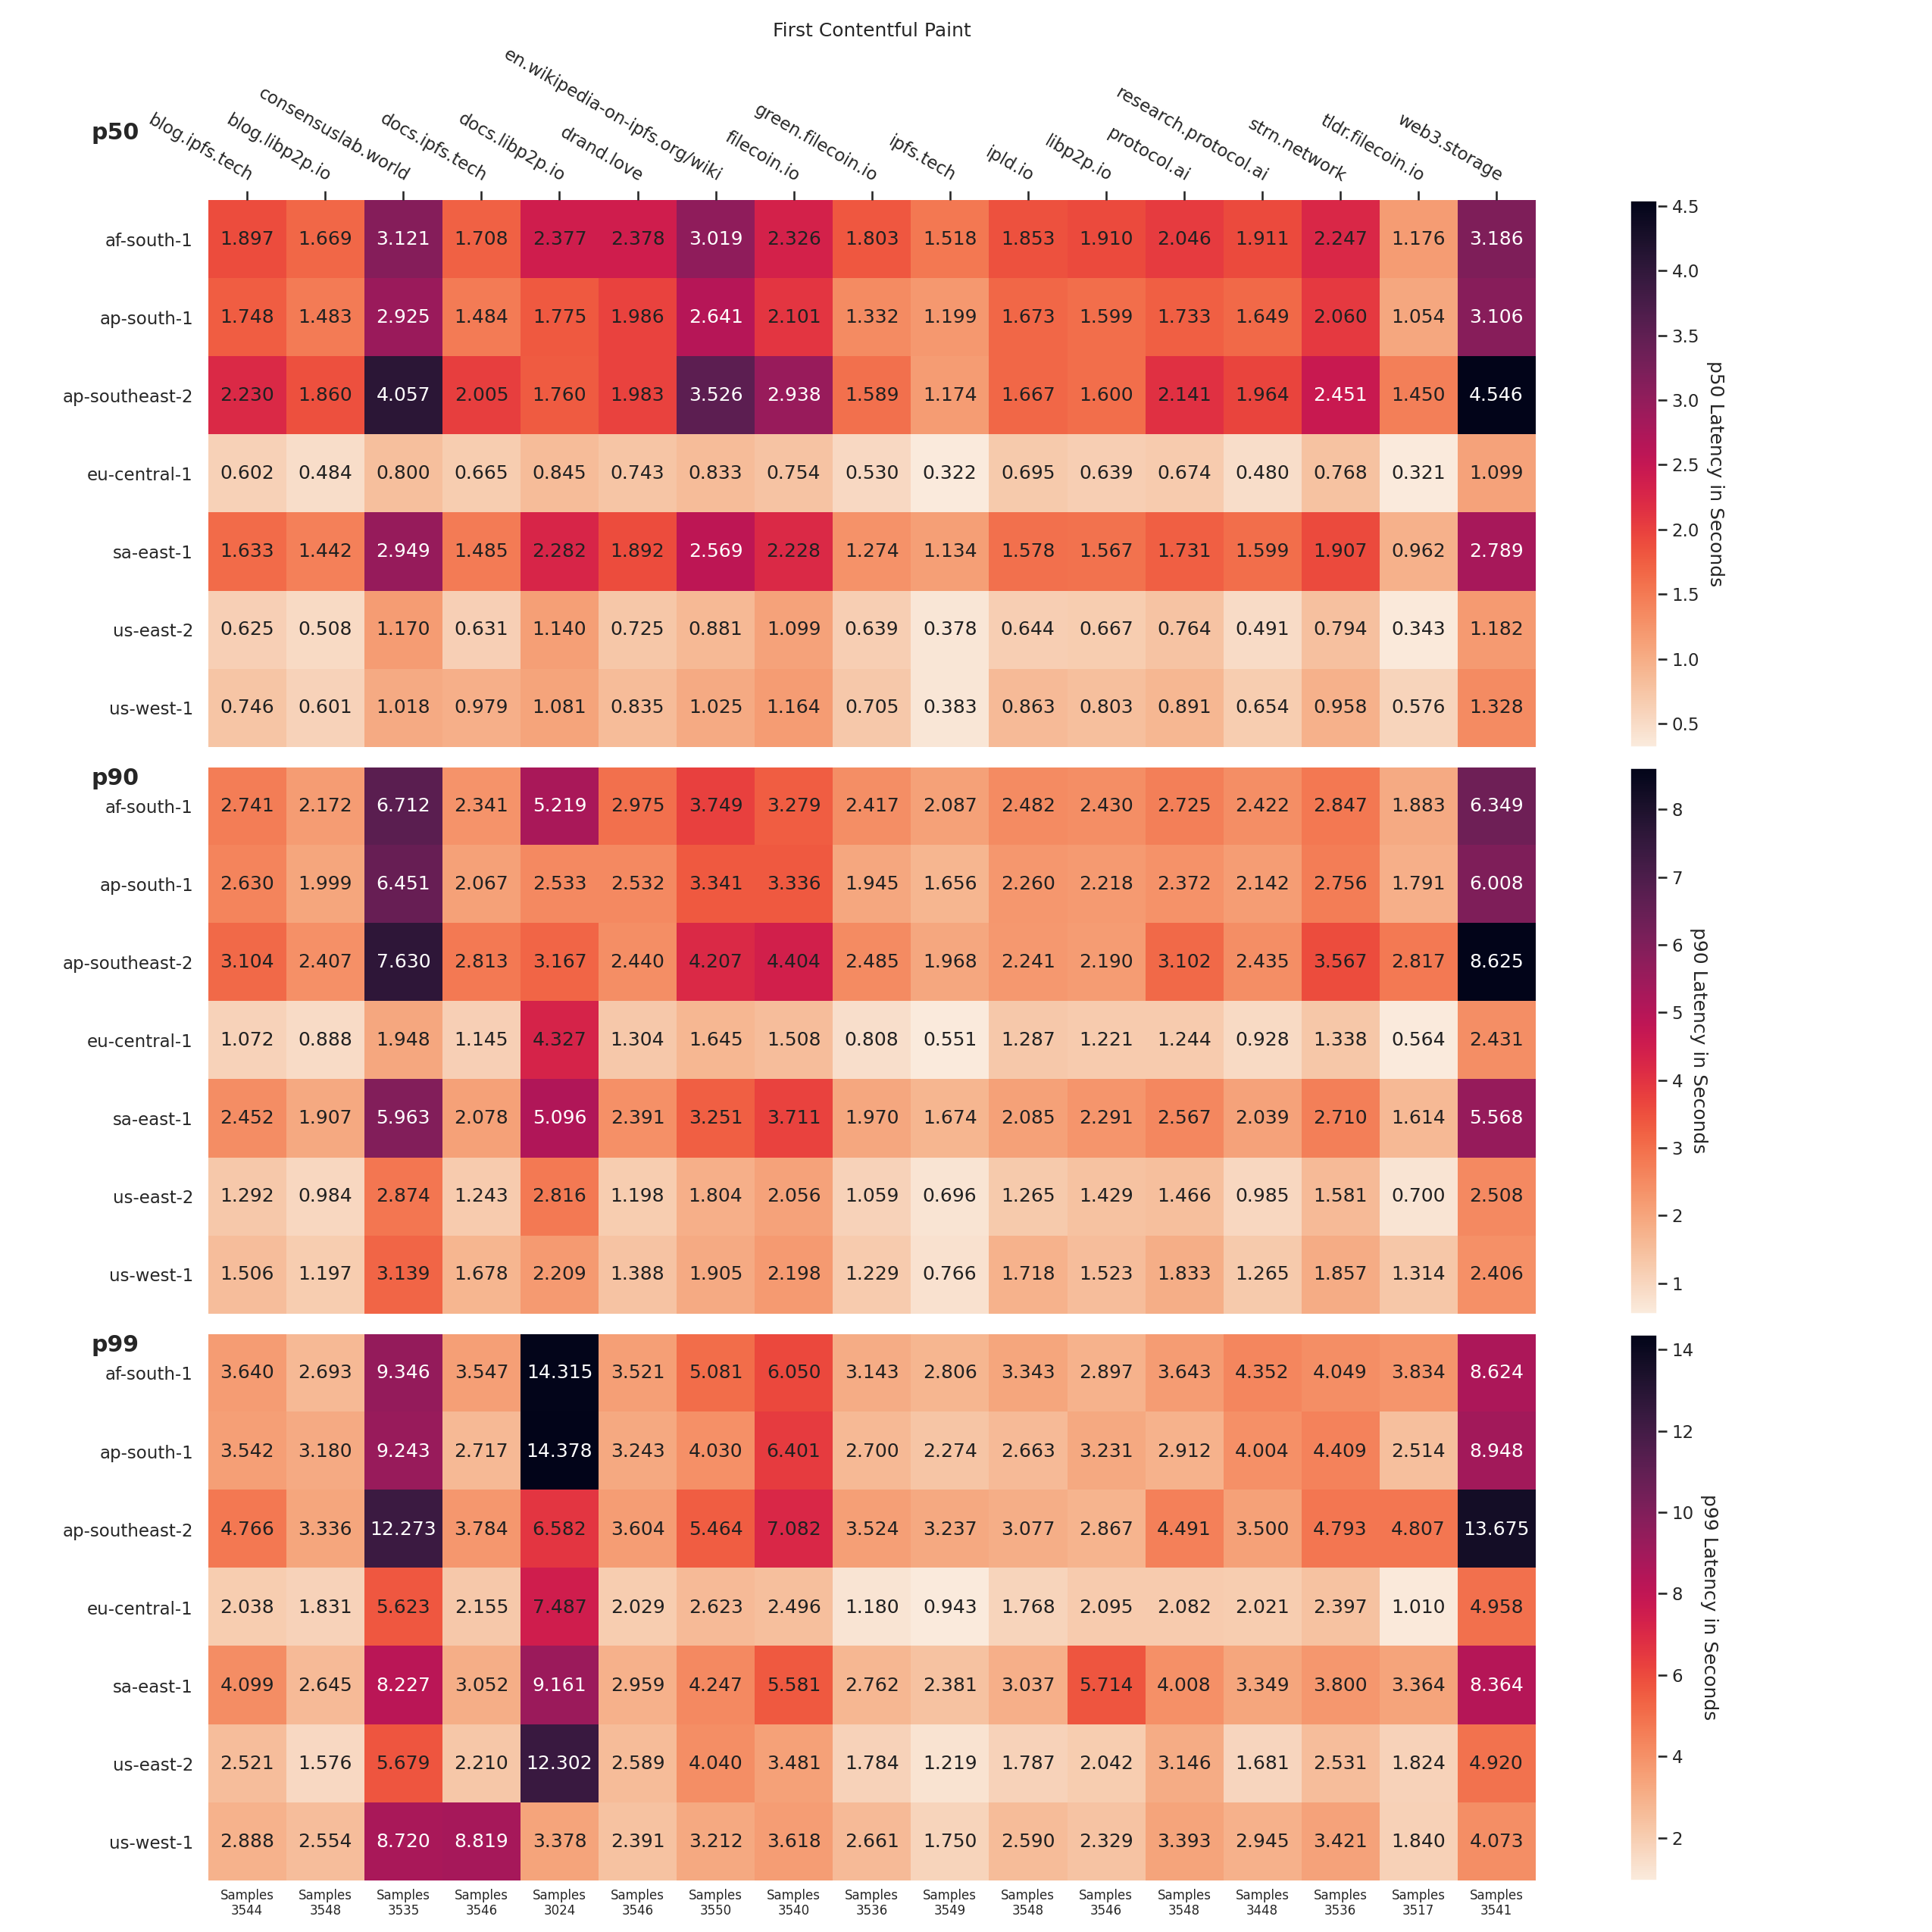 First Contentful Paint
p50
blog.ipfs.tech
blog.libp2p.io
consensuslab.world
docs.ipfs.tech
docs.libp2p.io
drand.love
en.wikipedia-on-ipfs.org/wiki
filecoin.io
green.filecoin.io
ipfs.tech
ipld.io
libp2p.io
protocol.ai
research.protocol.ai
strn.network
tldr.filecoin.io
web3.storage
af-south-1 1.897 1.669 3.121 1.708 2.377 2.378 3.019 2.326 1.803 1.518 1.853 1.910 2.046 1.911 2.247 1.176 3.186
ap-south-1 1.748 1.483 2.925 1.484 1.775 1.986 2.641 2.101 1.332 1.199 1.673 1.599 1.733 1.649 2.060 1.054 3.106
ap-southeast-2 2.230 1.860 4.057 2.005 1.760 1.983 3.526 2.938 1.589 1.174 1.667 1.600 2.141 1.964 2.451 1.450 4.546
eu-central-1 0.602 0.484 0.800 0.665 0.845 0.743 0.833 0.754 0.530 0.322 0.695 0.639 0.674 0.480 0.768 0.321 1.099
sa-east-1 1.633 1.442 2.949 1.485 2.282 1.892 2.569 2.228 1.274 1.134 1.578 1.567 1.731 1.599 1.907 0.962 2.789
us-east-2 0.625 0.508 1.170 0.631 1.140 0.725 0.881 1.099 0.639 0.378 0.644 0.667 0.764 0.491 0.794 0.343 1.182
us-west-1 0.746 0.601 1.018 0.979 1.081 0.835 1.025 1.164 0.705 0.383 0.863 0.803 0.891 0.654 0.958 0.576 1.328
4.5
4.0
3.5
3.0
2.5
2.0
1.5
1.0
0.5
p50 Latency in Seconds
p90
af-south-1 2.741 2.172 6.712 2.341 5.219 2.975 3.749 3.279 2.417 2.087 2.482 2.430 2.725 2.422 2.847 1.883 6.349
ap-south-1 2.630 1.999 6.451 2.067 2.533 2.532 3.341 3.336 1.945 1.656 2.260 2.218 2.372 2.142 2.756 1.791 6.008
ap-southeast-2 3.104 2.407 7.630 2.813 3.167 2.440 4.207 4.404 2.485 1.968 2.241 2.190 3.102 2.435 3.567 2.817 8.625
eu-central-1 1.072 0.888 1.948 1.145 4.327 1.304 1.645 1.508 0.808 0.551 1.287 1.221 1.244 0.928 1.338 0.564 2.431
sa-east-1 2.452 1.907 5.963 2.078 5.096 2.391 3.251 3.711 1.970 1.674 2.085 2.291 2.567 2.039 2.710 1.614 5.568
us-east-2 1.292 0.984 2.874 1.243 2.816 1.198 1.804 2.056 1.059 0.696 1.265 1.429 1.466 0.985 1.581 0.700 2.508
us-west-1 1.506 1.197 3.139 1.678 2.209 1.388 1.905 2.198 1.229 0.766 1.718 1.523 1.833 1.265 1.857 1.314 2.406
8
7
6
5
4
3
2
1
p90 Latency in Seconds
p99
af-south-1 3.640 2.693 9.346 3.547 14.315 3.521 5.081 6.050 3.143 2.806 3.343 2.897 3.643 4.352 4.049 3.834 8.624
ap-south-1 3.542 3.180 9.243 2.717 14.378 3.243 4.030 6.401 2.700 2.274 2.663 3.231 2.912 4.004 4.409 2.514 8.948
ap-southeast-2 4.766 3.336 12.273 3.784 6.582 3.604 5.464 7.082 3.524 3.237 3.077 2.867 4.491 3.500 4.793 4.807 13.675
eu-central-1 2.038 1.831 5.623 2.155 7.487 2.029 2.623 2.496 1.180 0.943 1.768 2.095 2.082 2.021 2.397 1.010 4.958
sa-east-1 4.099 2.645 8.227 3.052 9.161 2.959 4.247 5.581 2.762 2.381 3.037 5.714 4.008 3.349 3.800 3.364 8.364
us-east-2 2.521 1.576 5.679 2.210 12.302 2.589 4.040 3.481 1.784 1.219 1.787 2.042 3.146 1.681 2.531 1.824 4.920
us-west-1 2.888 2.554 8.720 8.819 3.378 2.391 3.212 3.618 2.661 1.750 2.590 2.329 3.393 2.945 3.421 1.840 4.073
14
12
10
8
6
4
2
p99 Latency in Seconds
Samples Samples Samples Samples Samples Samples Samples Samples Samples Samples Samples Samples Samples Samples Samples Samples Samples
3544 3548 3535 3546 3024 3546 3550 3540 3536 3549 3548 3546 3548 3448 3536 3517 3541